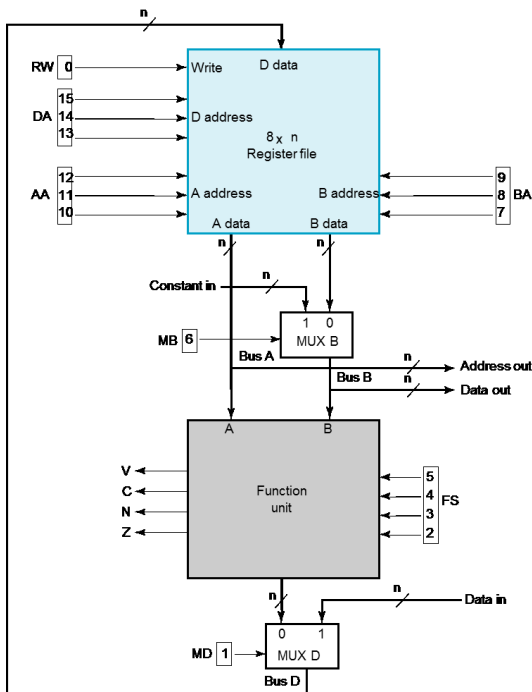 n
RW 0
Write
D data
15
DA 14
13
D address
8 x n
Register file
12
AA 11
10
A address
B address
9
8 BA
7
A data
B data
n
n
Constant in
n
1 0
MUX B
MB 6
Bus A
n
Address out
Bus B
n
Data out
A
B
V
C
N
Z
Function
unit
5
4
3
2
FS
n
n
Data in
0 1
MUX D
MD 1
Bus D